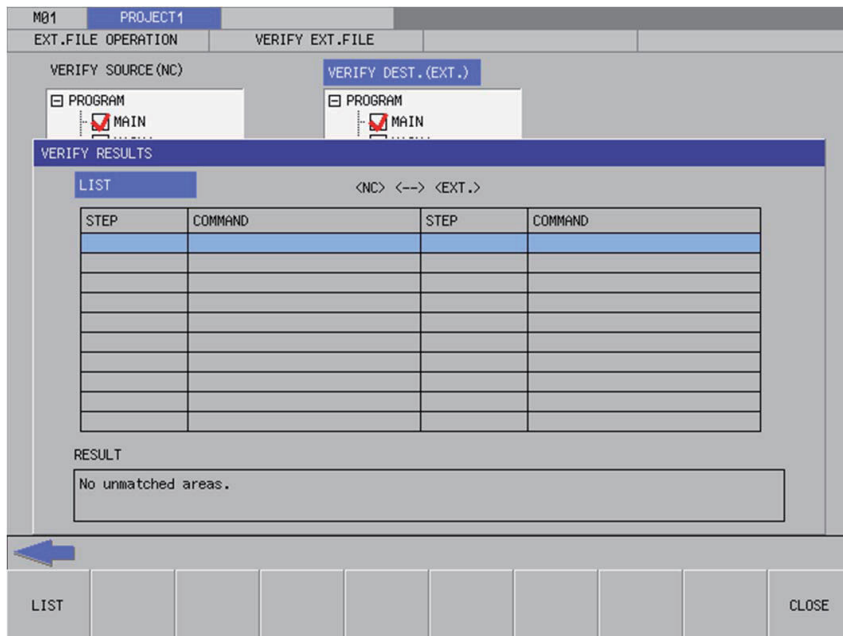 M01 PROJECT1
EXT.FILE OPERATION VERIFY EXT.FILE
VERIFY SOURCE(NC) VERIFY DEST.(EXT.)
PROGRAM PROGRAM
MAIN MAIN
VERIFY RESULTS
LIST <NC> <--> <EXT.>
STEP COMMAND STEP COMMAND
RESULT
No unmatched areas.
LIST CLOSE